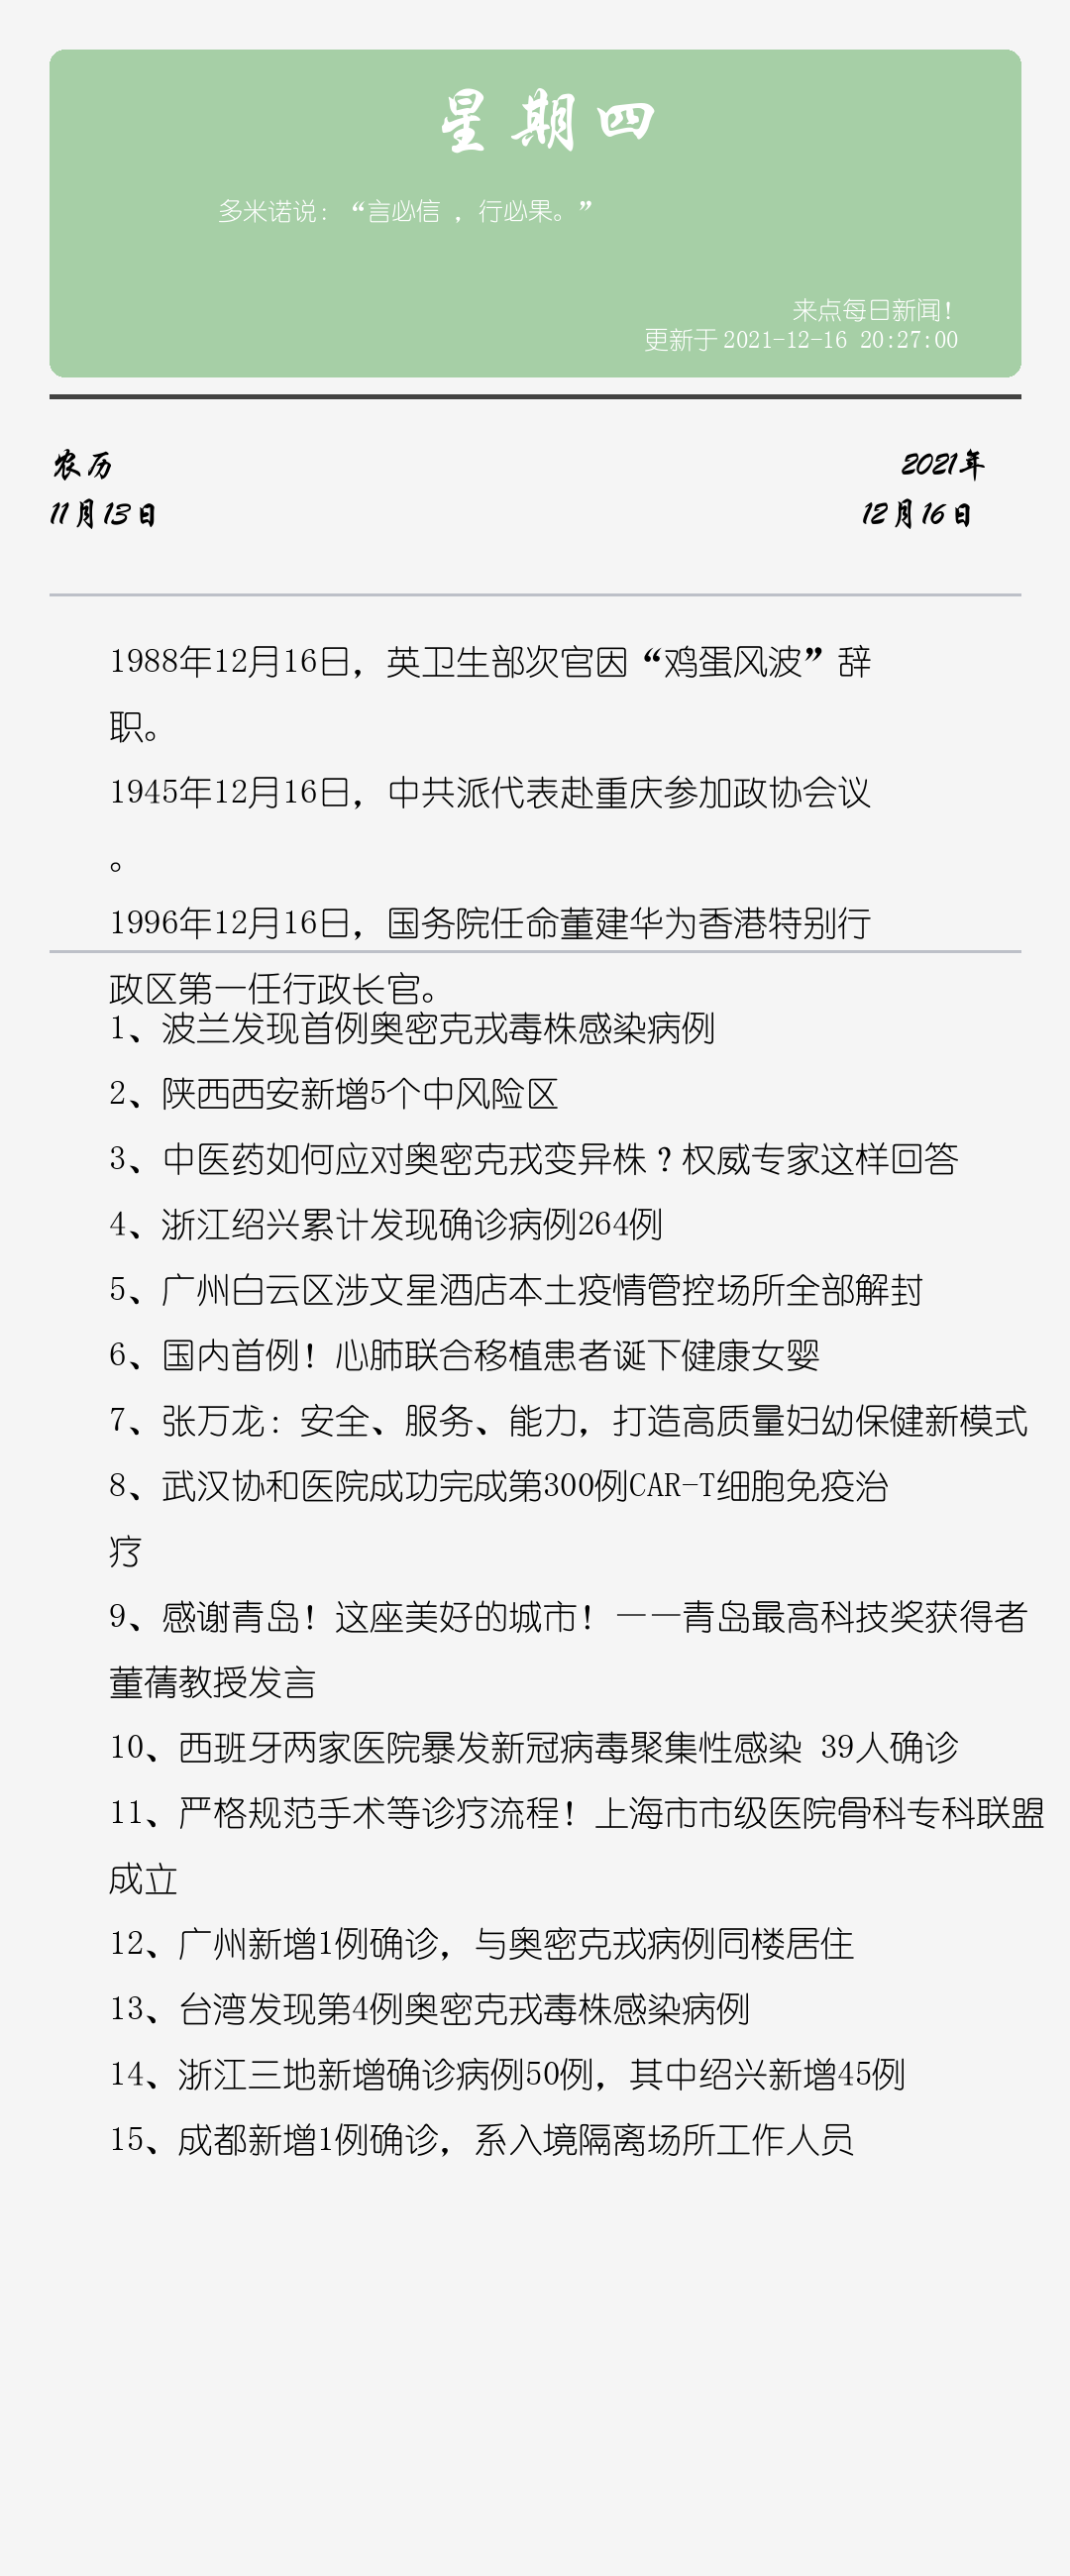 星期四
多米诺说：“言必信 ，行必果。”
来点每日新闻！
更新于2021-12-16 20:27:00
农历
2021年
11月13日
12月16日
1988年12月16日，英卫生部次官因“鸡蛋风波”辞
职。
1945年12月16日，中共派代表赴重庆参加政协会议
。
1996年12月16日，国务院任命董建华为香港特别行
政区第一任行政长官。
1、波兰发现首例奥密克戎毒株感染病例
2、陕西西安新增5个中风险区
3、中医药如何应对奥密克戎变异株？权威专家这样回答
4、浙江绍兴累计发现确诊病例264例
5、广州白云区涉文星酒店本土疫情管控场所全部解封
6、国内首例！心肺联合移植患者诞下健康女婴
7、张万龙：安全、服务、能力，打造高质量妇幼保健新模式
8、武汉协和医院成功完成第300例CAR-T细胞免疫治
疗
9、感谢青岛！这座美好的城市！——青岛最高科技奖获得者
董蒨教授发言
10、西班牙两家医院暴发新冠病毒聚集性感染 39人确诊
11、严格规范手术等诊疗流程！上海市市级医院骨科专科联盟
成立
12、广州新增1例确诊，与奥密克戎病例同楼居住
13、台湾发现第4例奥密克戎毒株感染病例
14、浙江三地新增确诊病例50例，其中绍兴新增45例
15、成都新增1例确诊，系入境隔离场所工作人员